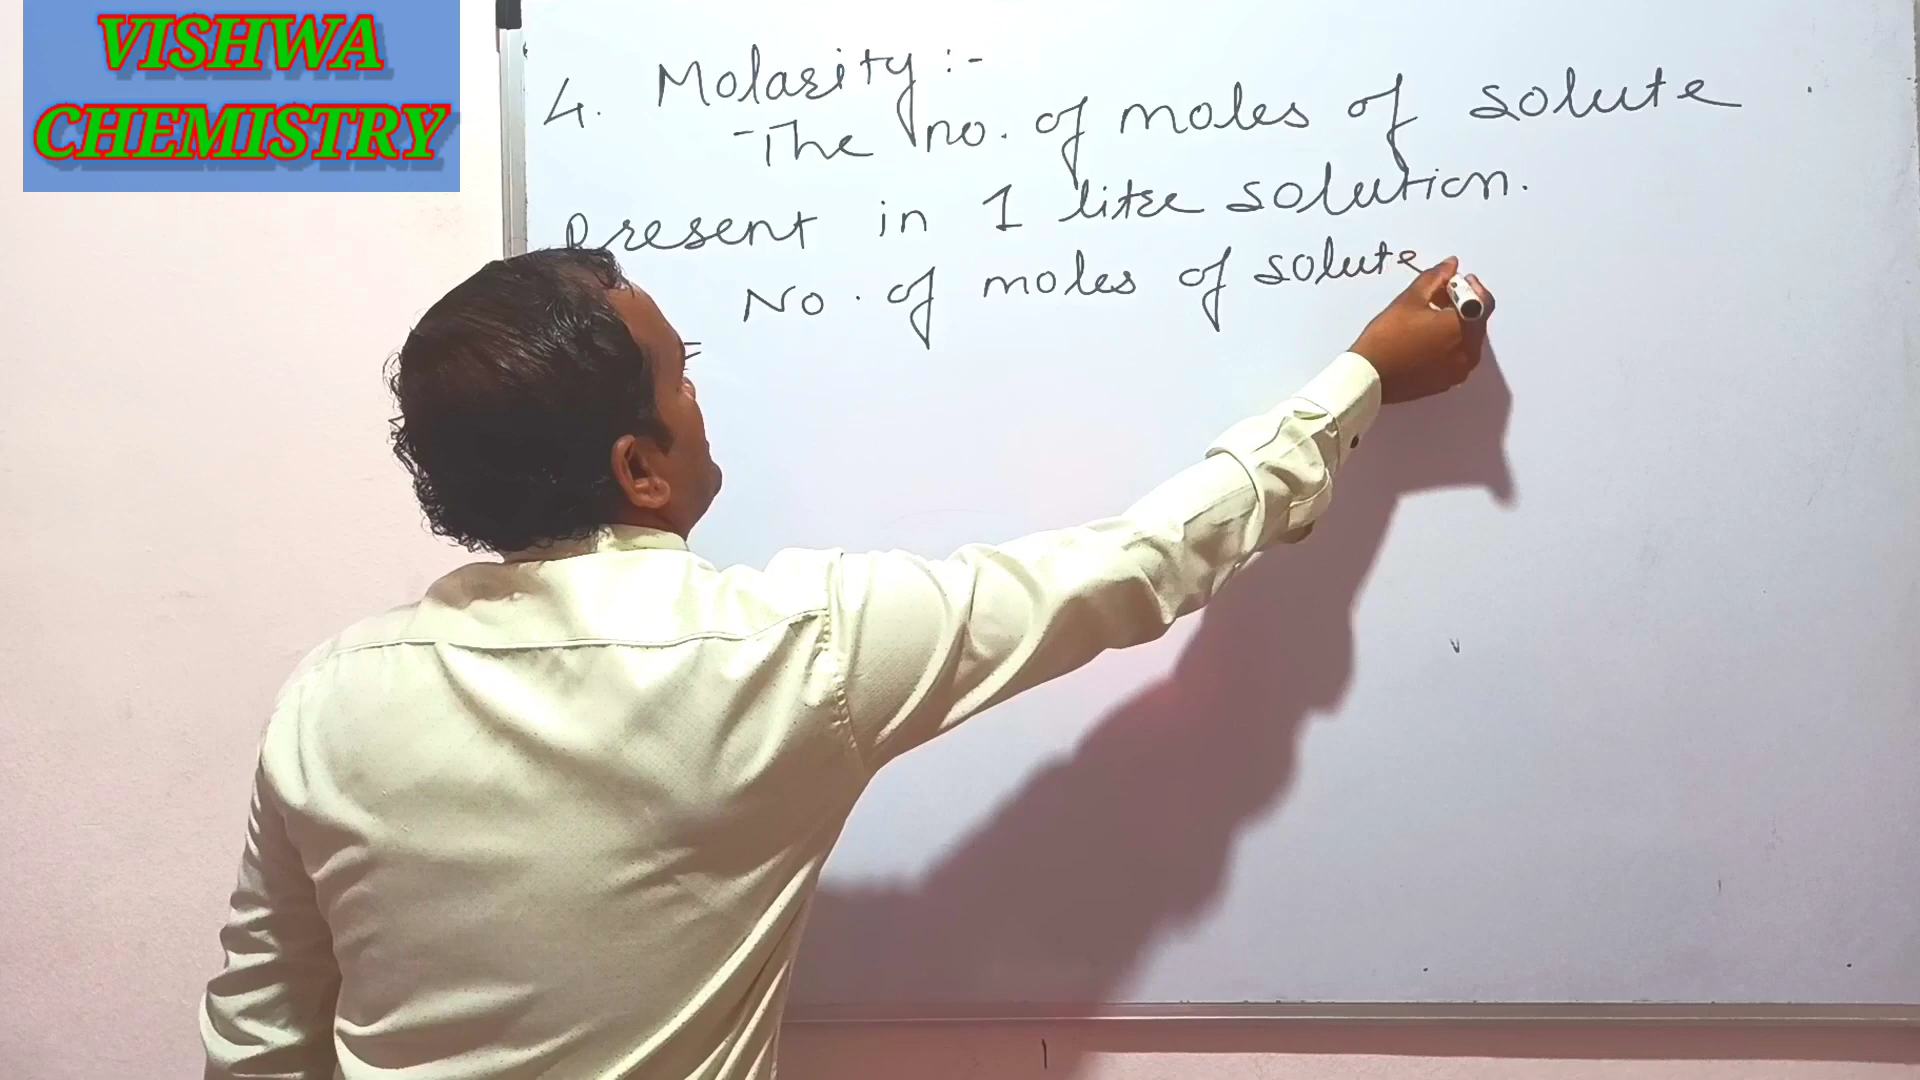 VISHWA
CHEMISTRY
4. Molarity :-
-The no. of moles of solute
Present in 1 litre solution.
No. of moles of solute
=